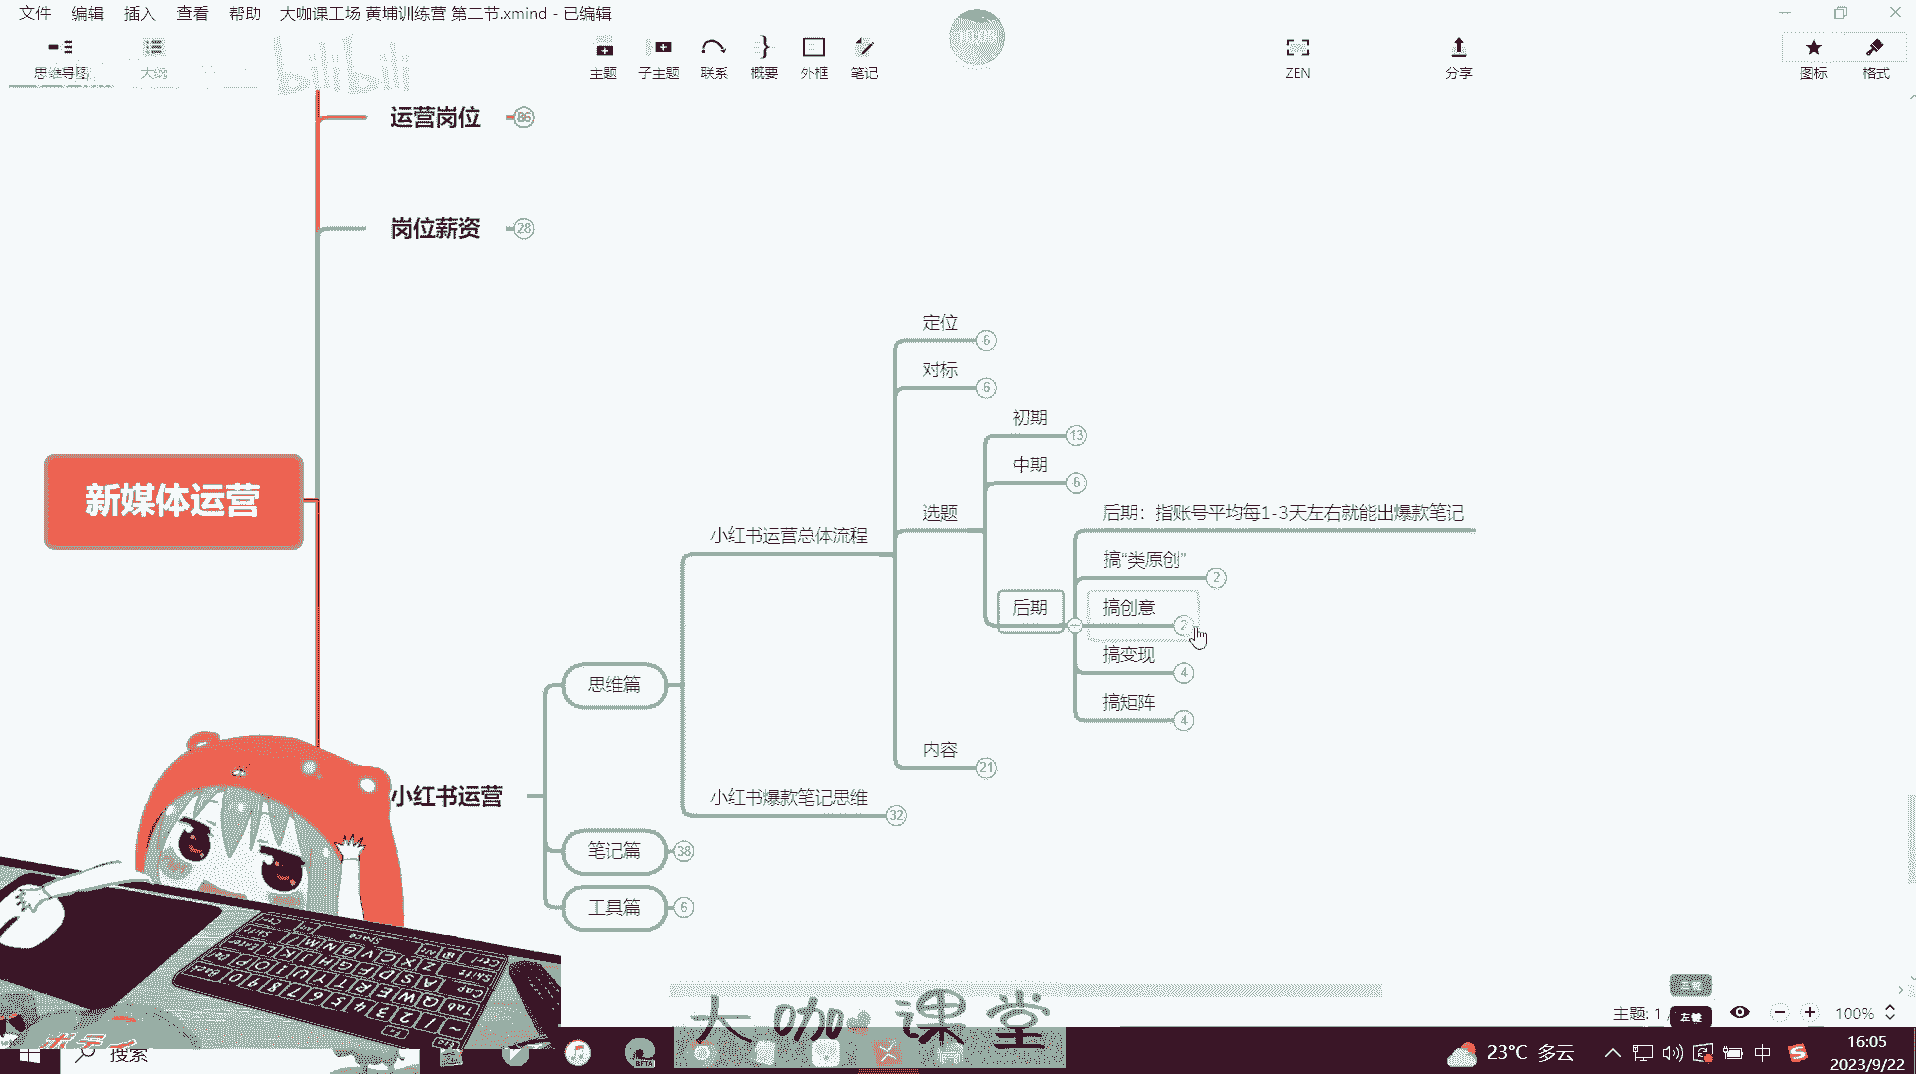 文件 编辑 插入 查看 帮助 大咖课工场 黄埔训练营 第二节.xmind - 已编辑
思维导图 大纲 主题 子主题 联系 概要 外框 笔记 ZEN 分享 图标 格式
bilibili
运营岗位 86
岗位薪资 28
定位 6
对标 6
初期 13
中期 6
新媒体运营
选题
后期：指账号平均每1-3天左右就能出爆款笔记
小红书运营总体流程
搞“类原创” 2
后期
搞创意 2
搞变现 4
思维篇
搞矩阵 4
内容 21
小红书运营
小红书爆款笔记思维 32
笔记篇 38
工具篇 6
大咖课堂
主题: 1
左键
100%
搜索
BETA
23°C 多云
中
16:05
2023/9/22